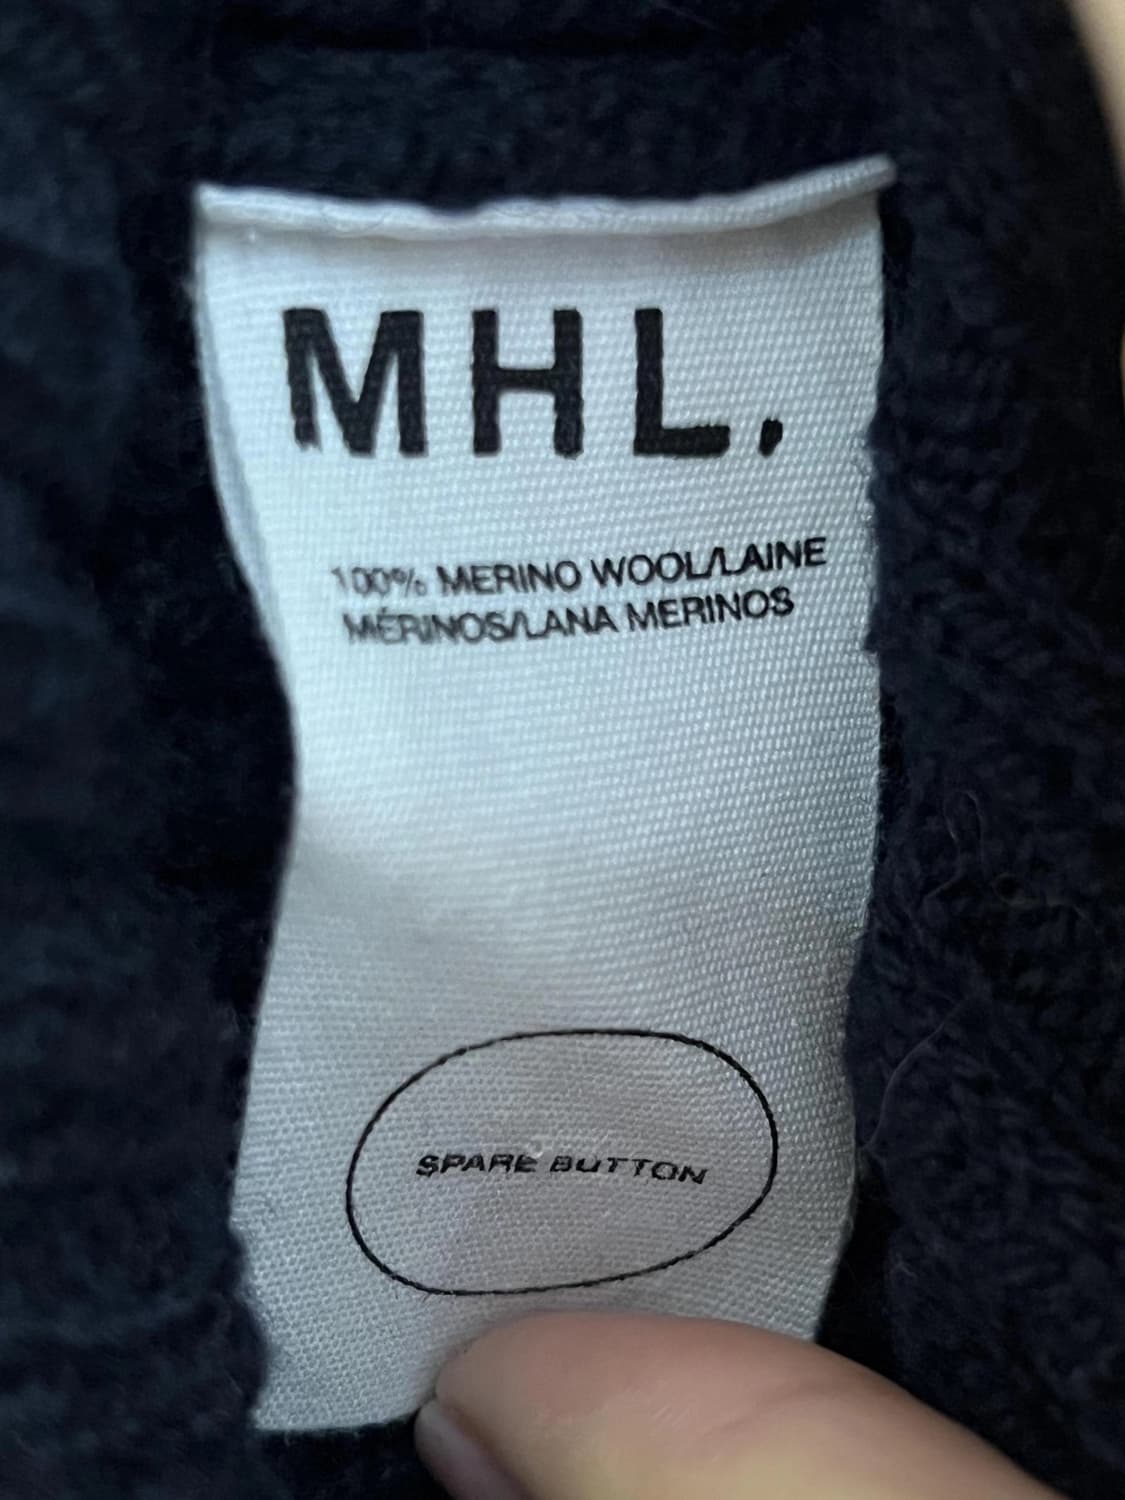 MHL.
100% MERINO WOOL/LAINE
MÉRINOS/LANA MERINOS
SPARE BUTTON